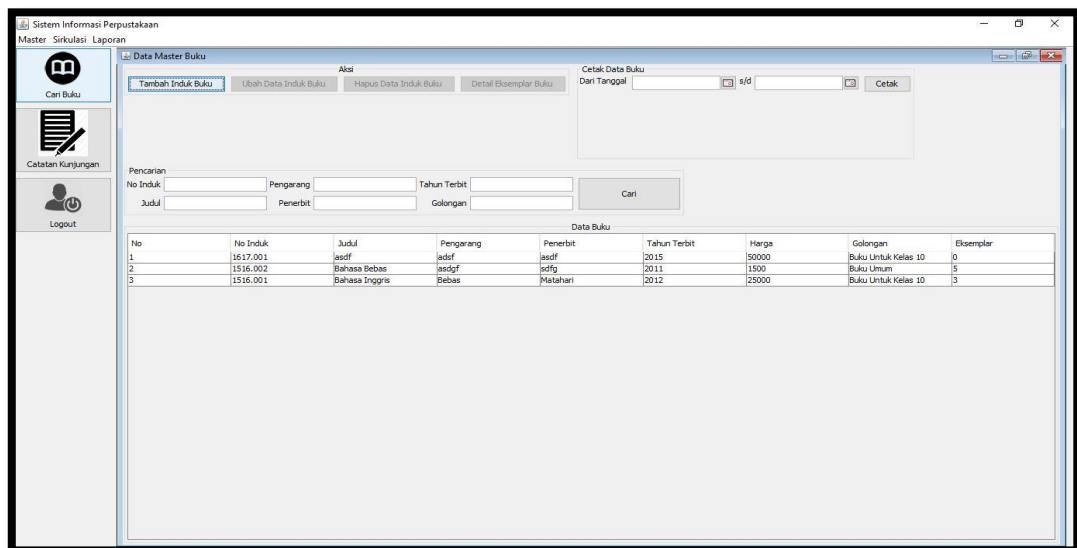 Sistem Informasi Perpustakaan
Master Sirkulasi Laporan
Cari Buku
Catatan Kunjungan
Logout
Data Master Buku
Aksi
Tambah Induk Buku Ubah Data Induk Buku Hapus Data Induk Buku Detail Eksemplar Buku
Cetak Data Buku
Dari Tanggal s/d Cetak
Pencarian
No Induk Pengarang Tahun Terbit
Judul Penerbit Golongan
Cari
Data Buku
No No Induk Judul Pengarang Penerbit Tahun Terbit Harga Golongan Eksemplar
1 1617.001 asdf adsf asdf 2015 50000 Buku Untuk Kelas 10 0
2 1516.002 Bahasa Bebas asdgf sdfg 2011 1500 Buku Umum 5
3 1516.001 Bahasa Inggris Bebas Matahari 2012 25000 Buku Untuk Kelas 10 3